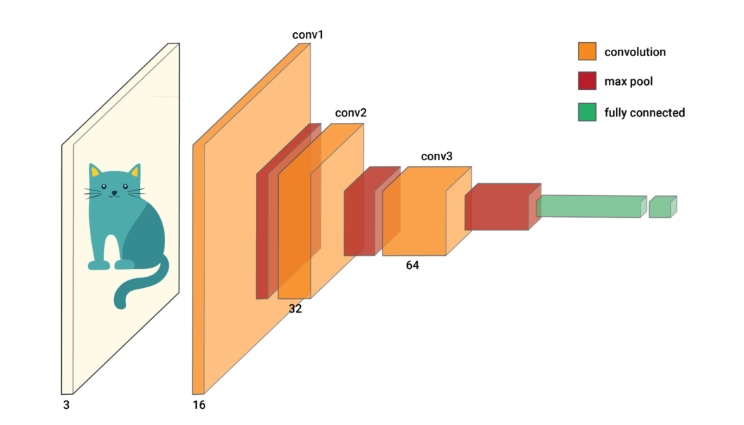 conv1
conv2
conv3
convolution
max pool
fully connected
64
32
3
16